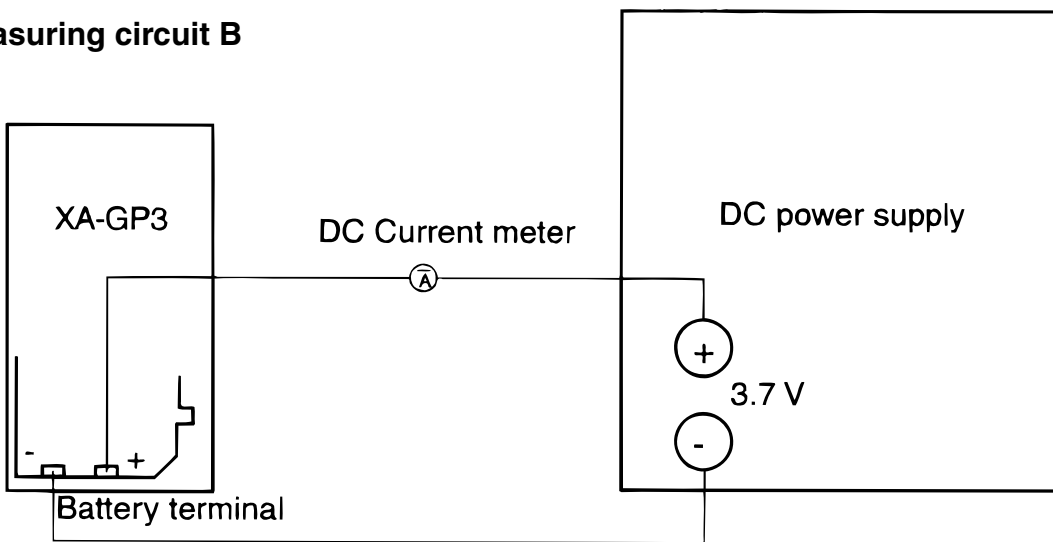 asuring circuit B
XA-GP3
DC Current meter
A
DC power supply
+
3.7 V
-
- +
Battery terminal